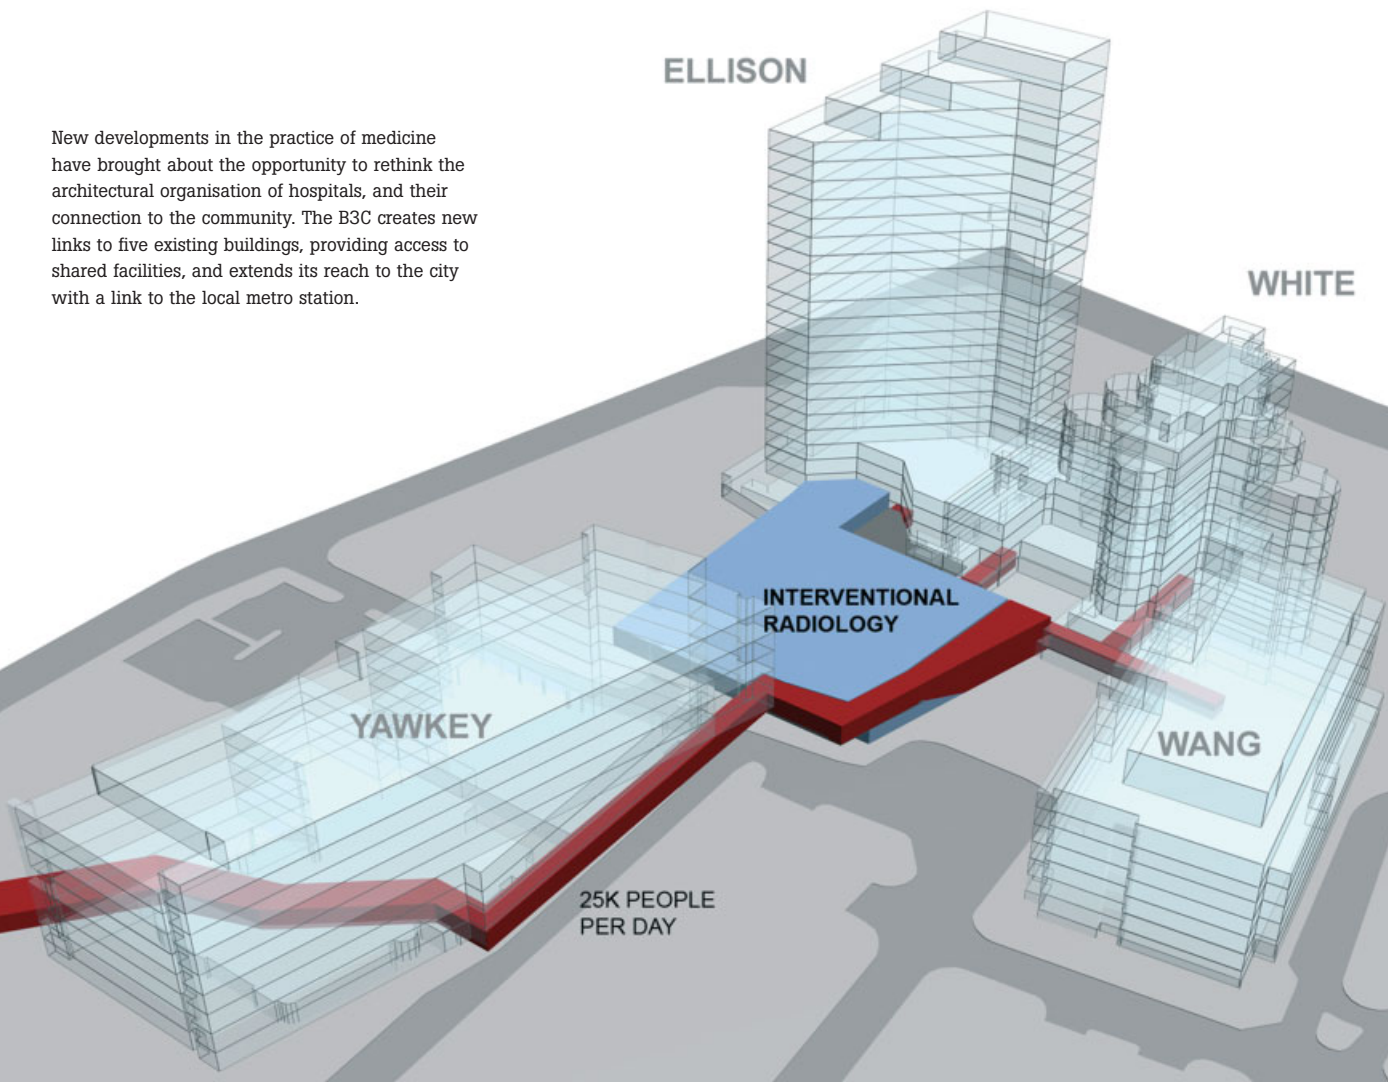 ELLISON
New developments in the practice of medicine
have brought about the opportunity to rethink the
architectural organisation of hospitals, and their
connection to the community. The B3C creates new
links to five existing buildings, providing access to
shared facilities, and extends its reach to the city
with a link to the local metro station.
WHITE
INTERVENTIONAL
RADIOLOGY
YAWKEY
WANG
25K PEOPLE
PER DAY